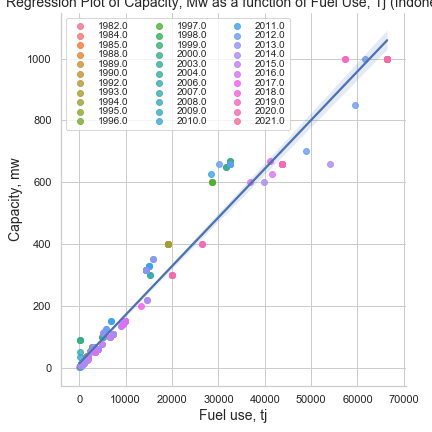 Regression Plot of Capacity, Mw as a function of Fuel Use, Tj (Indone
1982.0 1997.0 2011.0
1984.0 1998.0 2012.0
1985.0 1999.0 2013.0
1988.0 2000.0 2014.0
1989.0 2003.0 2015.0
1990.0 2004.0 2016.0
1992.0 2006.0 2017.0
1993.0 2007.0 2018.0
1994.0 2008.0 2019.0
1995.0 2009.0 2020.0
1996.0 2010.0 2021.0
1000
800
600
400
200
0
Capacity, mw
0 10000 20000 30000 40000 50000 60000 70000
Fuel use, tj